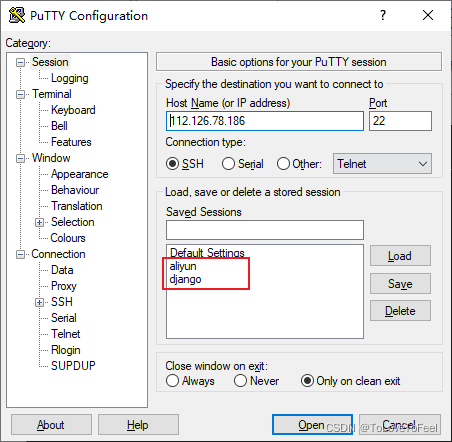 PuTTY Configuration
Category:
Session
Logging
Terminal
Keyboard
Bell
Features
Window
Appearance
Behaviour
Translation
Selection
Colours
Connection
Data
Proxy
SSH
Serial
Telnet
Rlogin
SUPDUP
Basic options for your PuTTY session
Specify the destination you want to connect to
Host Name (or IP address) Port
112.126.78.186 22
Connection type:
SSH Serial Other: Telnet
Load, save or delete a stored session
Saved Sessions
Default Settings
aliyun
django
Load
Save
Delete
Close window on exit:
Always Never Only on clean exit
About Help Open Cancel
CSDN @ToLoveToFeel